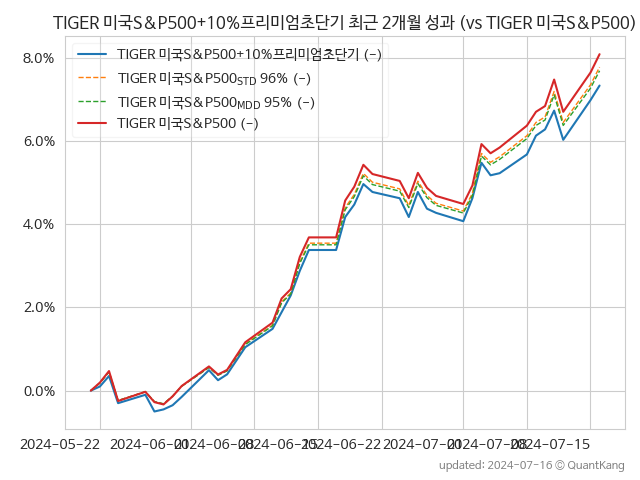 TIGER 미국S&P500+10%프리미엄초단기 최근 2개월 성과 (vs TIGER 미국S&P500)
TIGER 미국S&P500+10%프리미엄초단기 (–)
TIGER 미국S&P500STD 96% (–)
TIGER 미국S&P500MDD 95% (–)
TIGER 미국S&P500 (–)
8.0%
6.0%
4.0%
2.0%
0.0%
2024-05-22 2024-06-01 2024-06-08 2024-06-15 2024-06-22 2024-07-01 2024-07-08 2024-07-15
updated: 2024-07-16 © QuantKang